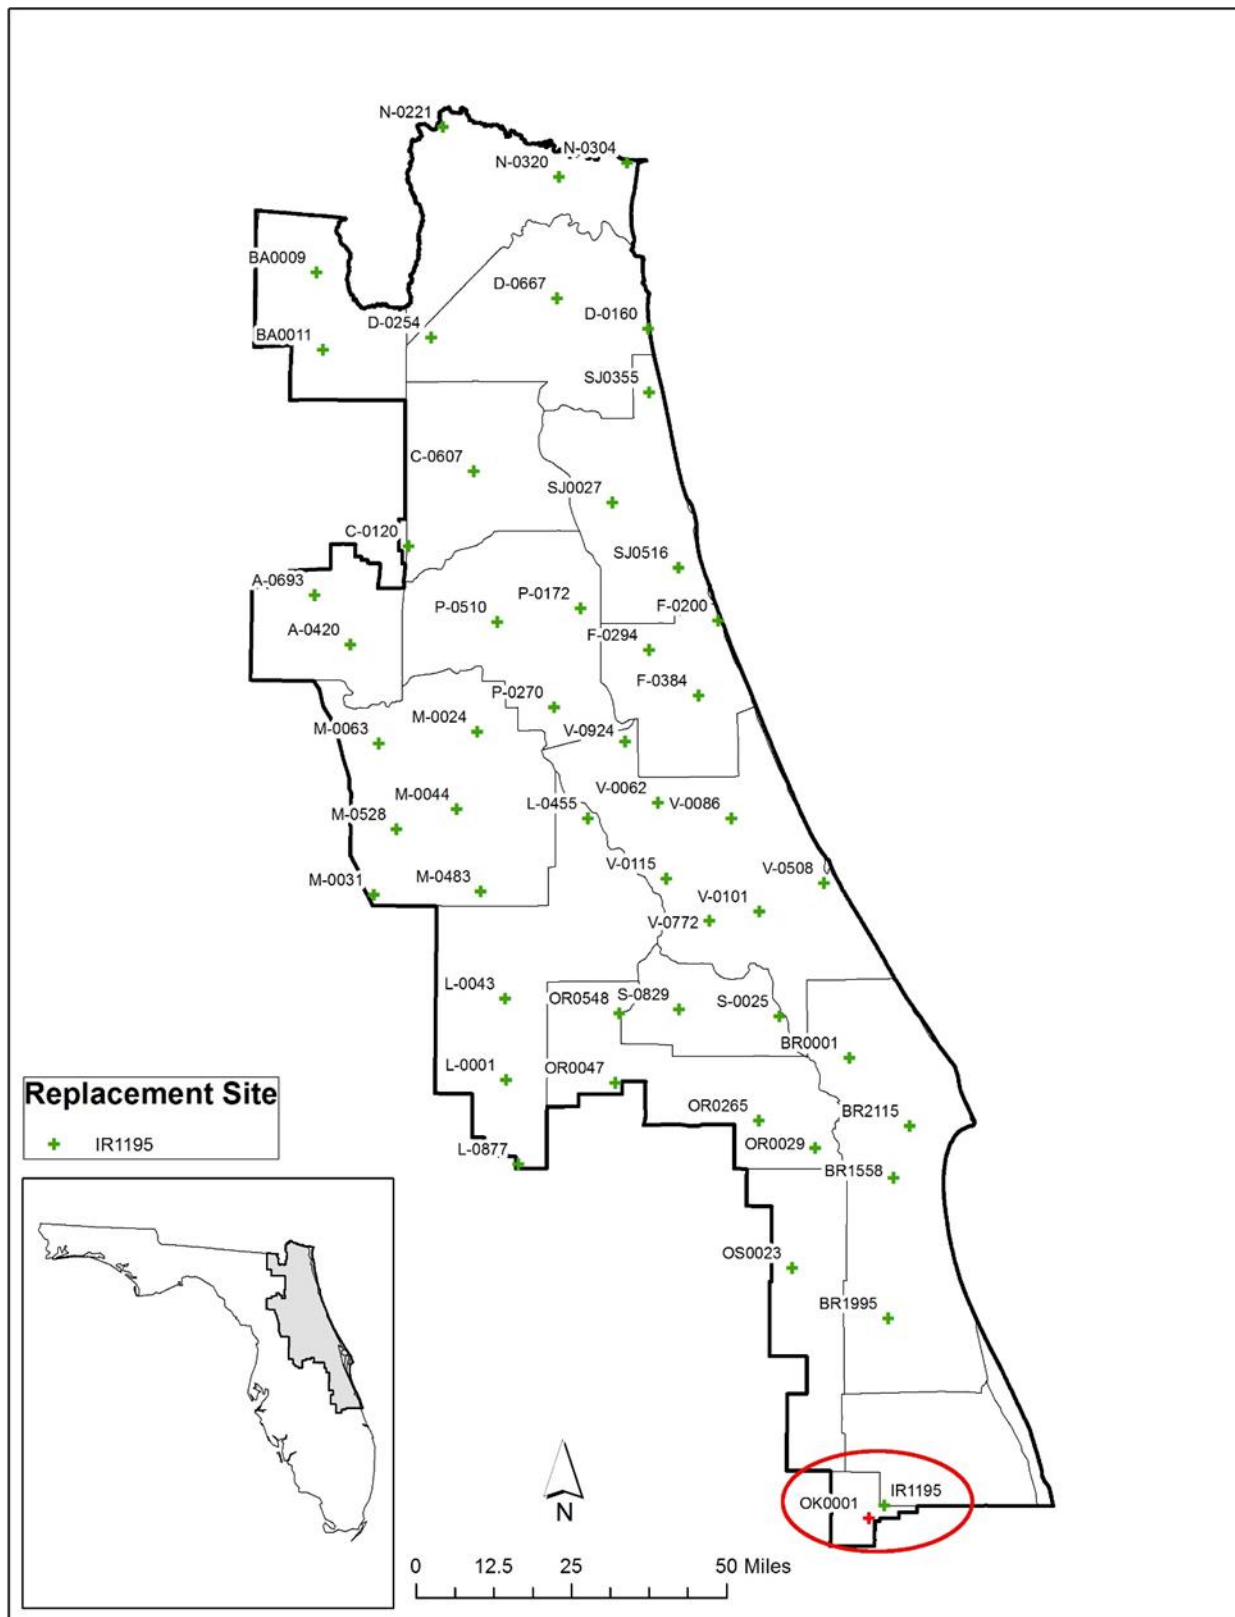 N-0221
N-0304
N-0320
BA0009
D-0667
D-0160
D-0254
BA0011
SJ0355
C-0607
SJ0027
C-0120
SJ0516
A-0693
P-0172
P-0510
F-0200
A-0420
F-0294
F-0384
P-0270
M-0024
V-0924
M-0063
V-0062
M-0044
L-0455
V-0086
M-0528
V-0115
V-0508
M-0031
M-0483
V-0101
V-0772
L-0043
OR0548
S-0829
S-0025
BR0001
L-0001
OR0047
Replacement Site
IR1195
OR0265
BR2115
OR0029
L-0877
BR1558
OS0023
BR1995
IR1195
OK0001
N
0 12.5 25 50 Miles